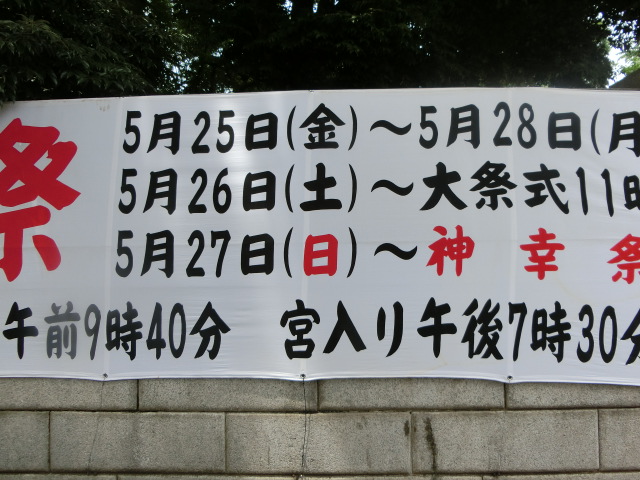 祭
5月25日(金)～5月28日(月
5月26日(土)～大祭式11時
5月27日(日)～神幸祭
午前9時40分 宮入り午後7時30分